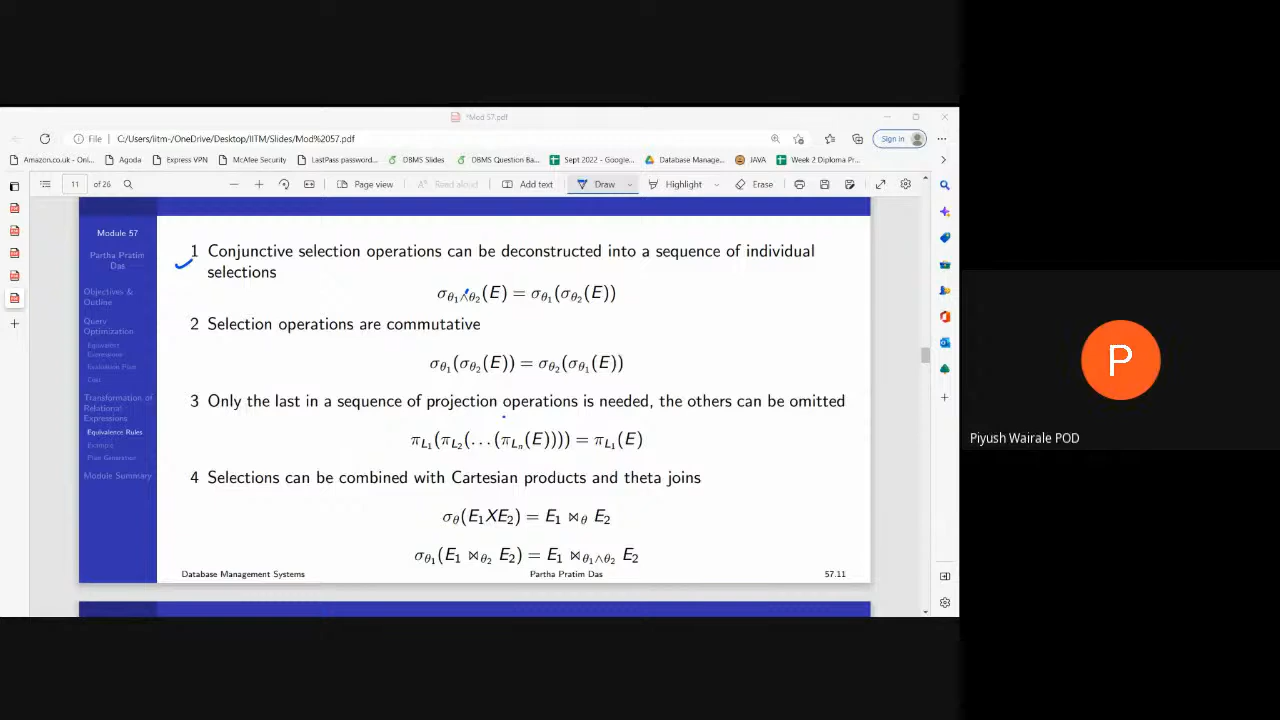 *Mod 57.pdf
File C:/Users/iitm-/OneDrive/Desktop/IITM/Slides/Mod%2057.pdf Sign in
Amazon.co.uk - Onl... Agoda Express VPN McAfee Security LastPass password... DBMS Slides DBMS Question Ba... Sept 2022 - Google... Database Manage... JAVA Week 2 Diploma Pr...
11 of 26 Page view Read aloud Add text Draw Highlight Erase
Module 57
Partha Pratim
Das
Objectives &
Outline
Query
Optimization
Equivalent
Expressions
Evaluation Plan
Cost
Transformation of
Relational
Expressions
Equivalence Rules
Example
Plan Generation
Module Summary
1 Conjunctive selection operations can be deconstructed into a sequence of individual
selections
σθ₁∧θ₂(E) = σθ₁(σθ₂(E))
2 Selection operations are commutative
σθ₁(σθ₂(E)) = σθ₂(σθ₁(E))
3 Only the last in a sequence of projection operations is needed, the others can be omitted
πL₁(πL₂(...(πLₙ(E)))) = πL₁(E)
4 Selections can be combined with Cartesian products and theta joins
σθ(E₁XE₂) = E₁ ⋈θ E₂
σθ₁(E₁ ⋈θ₂ E₂) = E₁ ⋈θ₁∧θ₂ E₂
Database Management Systems Partha Pratim Das 57.11
P
Piyush Wairale POD